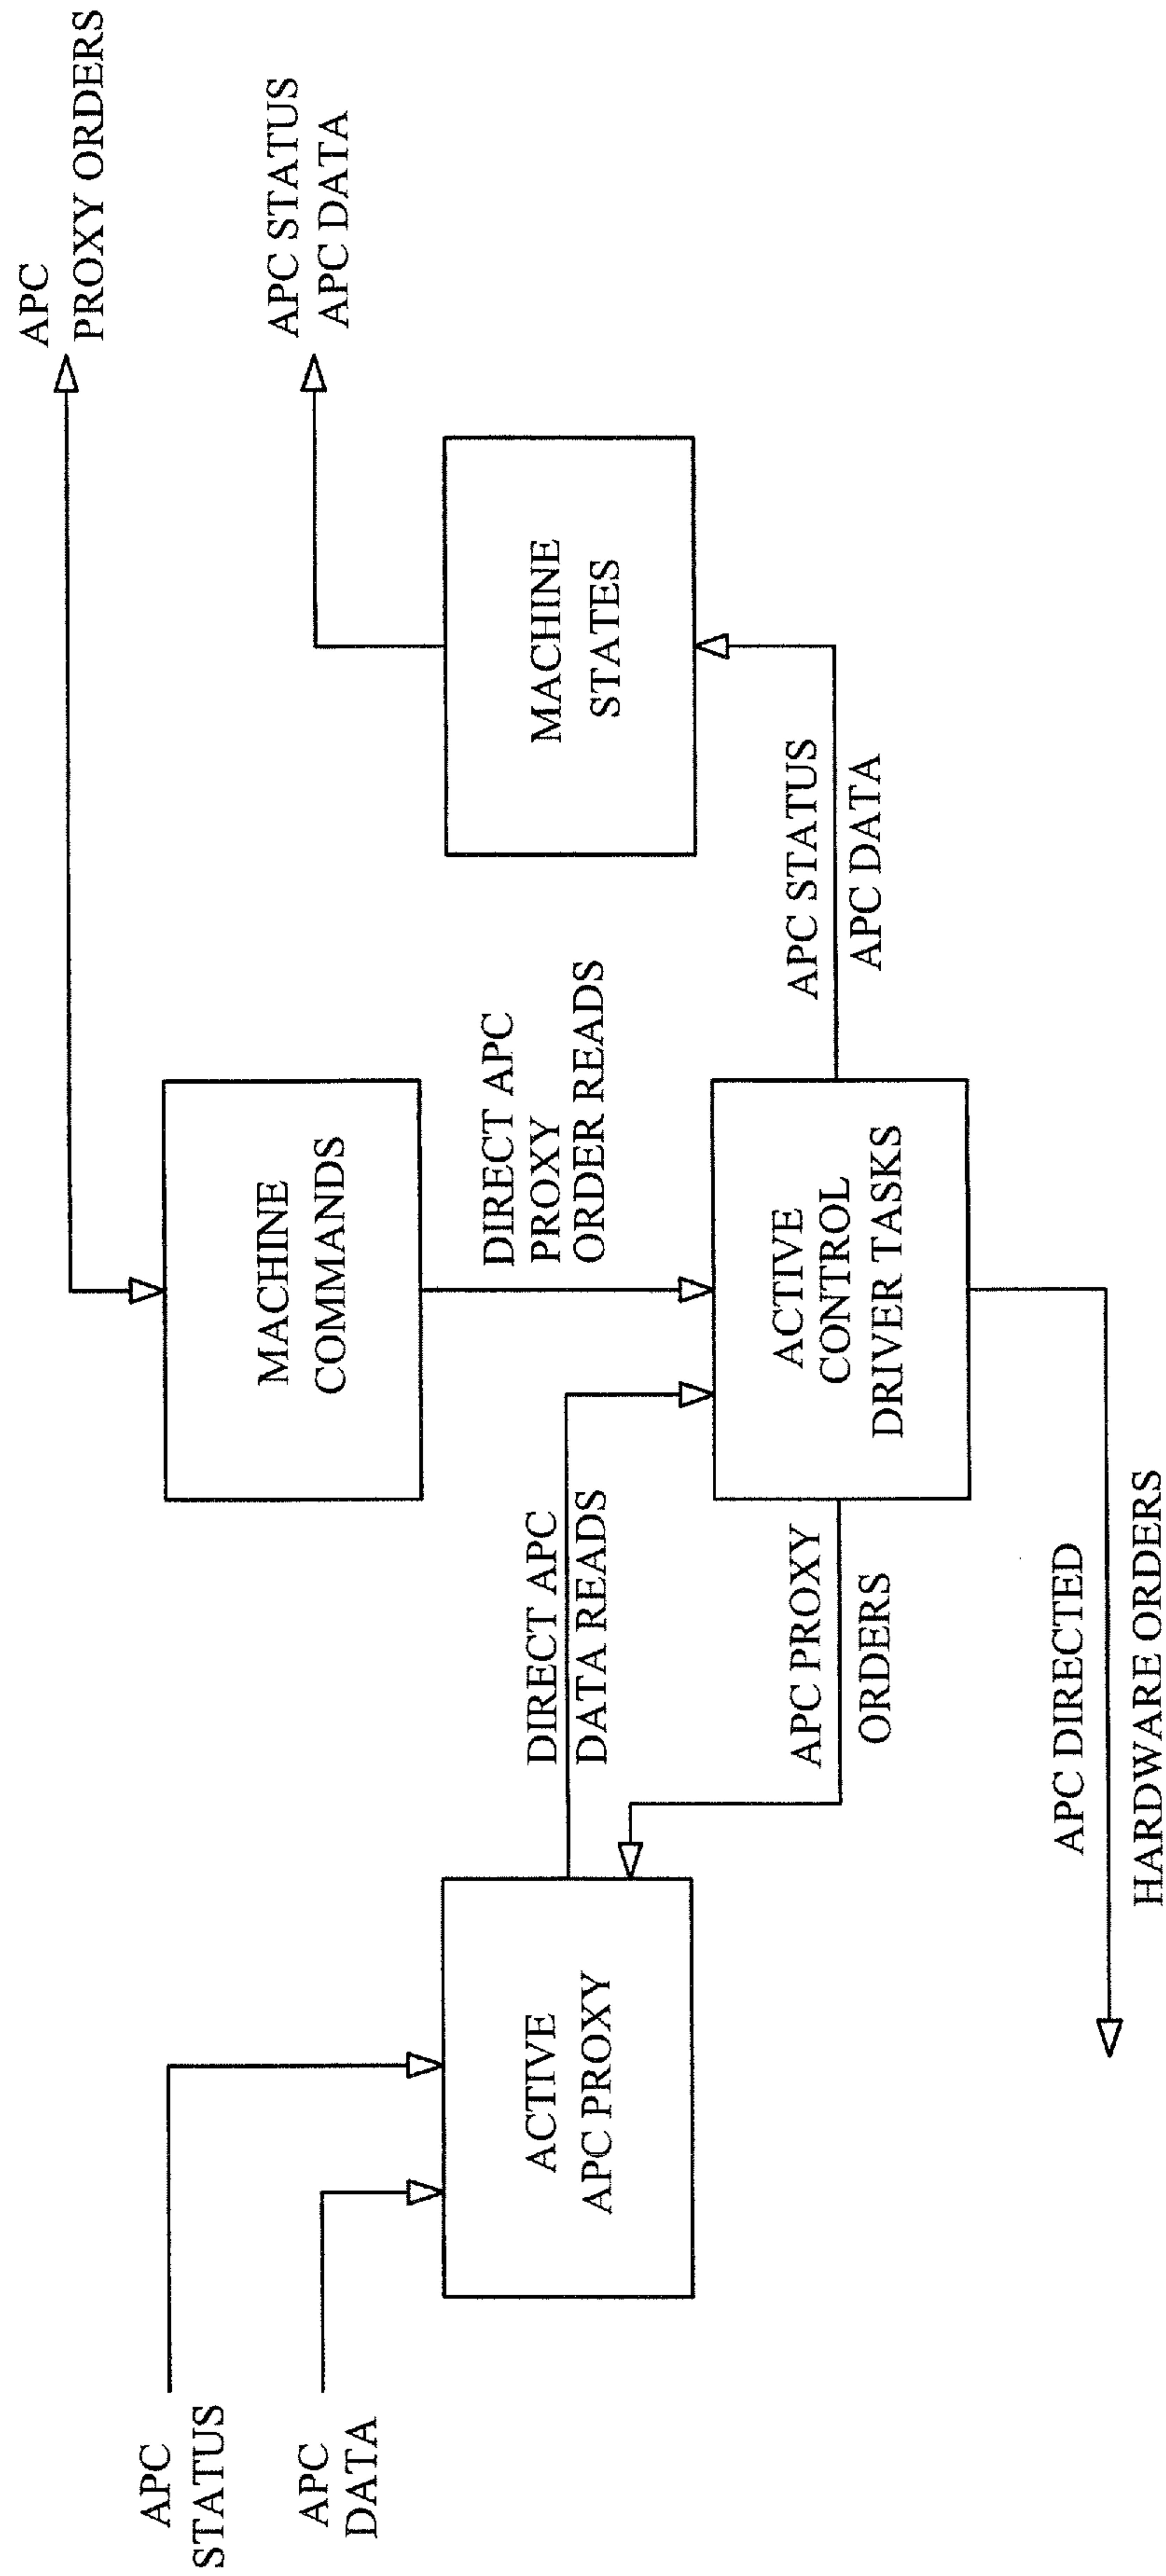 APC
PROXY ORDERS
APC STATUS
APC DATA
MACHINE
COMMANDS
MACHINE
STATES
DIRECT APC
PROXY
ORDER READS
APC STATUS
APC DATA
ACTIVE
CONTROL
DRIVER TASKS
DIRECT APC
DATA READS
APC PROXY
ORDERS
APC DIRECTED
HARDWARE ORDERS
ACTIVE
APC PROXY
APC
STATUS
APC
DATA